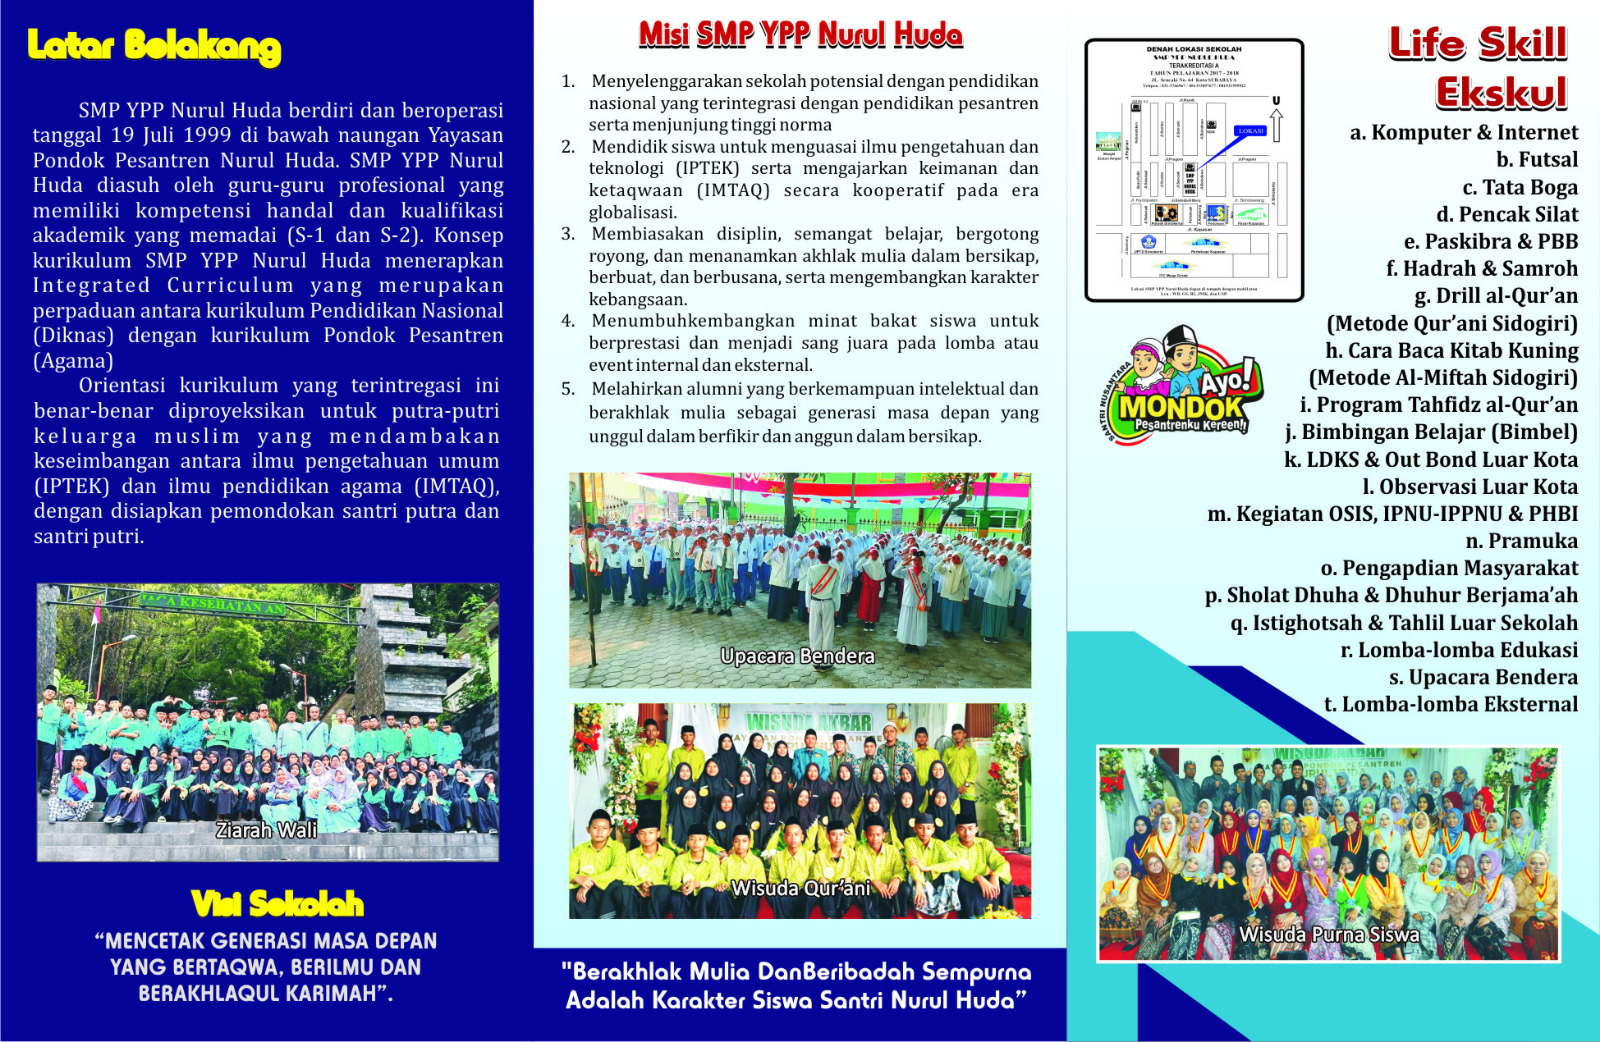 Latar Belakang
SMP YPP Nurul Huda berdiri dan beroperasi
tanggal 19 Juli 1999 di bawah naungan Yayasan
Pondok Pesantren Nurul Huda. SMP YPP Nurul
Huda diasuh oleh guru-guru profesional yang
memiliki kompetensi handal dan kualifikasi
akademik yang memadai (S-1 dan S-2). Konsep
kurikulum SMP YPP Nurul Huda menerapkan
Integrated Curriculum yang merupakan
perpaduan antara kurikulum Pendidikan Nasional
(Diknas) dengan kurikulum Pondok Pesantren
(Agama)
Orientasi kurikulum yang terintregasi ini
benar-benar diproyeksikan untuk putra-putri
keluarga muslim yang mendambakan
keseimbangan antara ilmu pengetahuan umum
(IPTEK) dan ilmu pendidikan agama (IMTAQ),
dengan disiapkan pemondokan santri putra dan
santri putri.
JAGA KESEHATAN AN
Ziarah Wali
Visi Sekolah
“MENCETAK GENERASI MASA DEPAN
YANG BERTAQWA, BERILMU DAN
BERAKHLAQUL KARIMAH”.
Misi SMP YPP Nurul Huda
1. Menyelenggarakan sekolah potensial dengan pendidikan
nasional yang terintegrasi dengan pendidikan pesantren
serta menjunjung tinggi norma
2. Mendidik siswa untuk menguasai ilmu pengetahuan dan
teknologi (IPTEK) serta mengajarkan keimanan dan
ketaqwaan (IMTAQ) secara kooperatif pada era
globalisasi.
3. Membiasakan disiplin, semangat belajar, bergotong
royong, dan menanamkan akhlak mulia dalam bersikap,
berbuat, dan berbusana, serta mengembangkan karakter
kebangsaan.
4. Menumbuhkembangkan minat bakat siswa untuk
berprestasi dan menjadi sang juara pada lomba atau
event internal dan eksternal.
5. Melahirkan alumni yang berkemampuan intelektual dan
berakhlak mulia sebagai generasi masa depan yang
unggul dalam berfikir dan anggun dalam bersikap.
Upacara Bendera
WISUDA AKBAR
Wisuda Qur’ani
"Berakhlak Mulia DanBeribadah Sempurna
Adalah Karakter Siswa Santri Nurul Huda”
DENAH LOKASI SEKOLAH
SMP YPP NURUL HUDA
TERAKREDITASI A
TAHUN PELAJARAN 2017 - 2018
JL. Sencaki No. 64 Kota SURABAYA
U
LOKASI
SMP
YPP
NURUL
HUDA
Jl. Kapasan
SANTRI NUSANTARA
Ayo!
MONDOK
Pesantrenku Kereen!!
Life Skill
Ekskul
a. Komputer & Internet
b. Futsal
c. Tata Boga
d. Pencak Silat
e. Paskibra & PBB
f. Hadrah & Samroh
g. Drill al-Qur’an
(Metode Qur’ani Sidogiri)
h. Cara Baca Kitab Kuning
(Metode Al-Miftah Sidogiri)
i. Program Tahfidz al-Qur’an
j. Bimbingan Belajar (Bimbel)
k. LDKS & Out Bond Luar Kota
l. Observasi Luar Kota
m. Kegiatan OSIS, IPNU-IPPNU & PHBI
n. Pramuka
o. Pengapdian Masyarakat
p. Sholat Dhuha & Dhuhur Berjama’ah
q. Istighotsah & Tahlil Luar Sekolah
r. Lomba-lomba Edukasi
s. Upacara Bendera
t. Lomba-lomba Eksternal
WISUDA AKBAR
PONDOK PESANTREN
Wisuda Purna Siswa